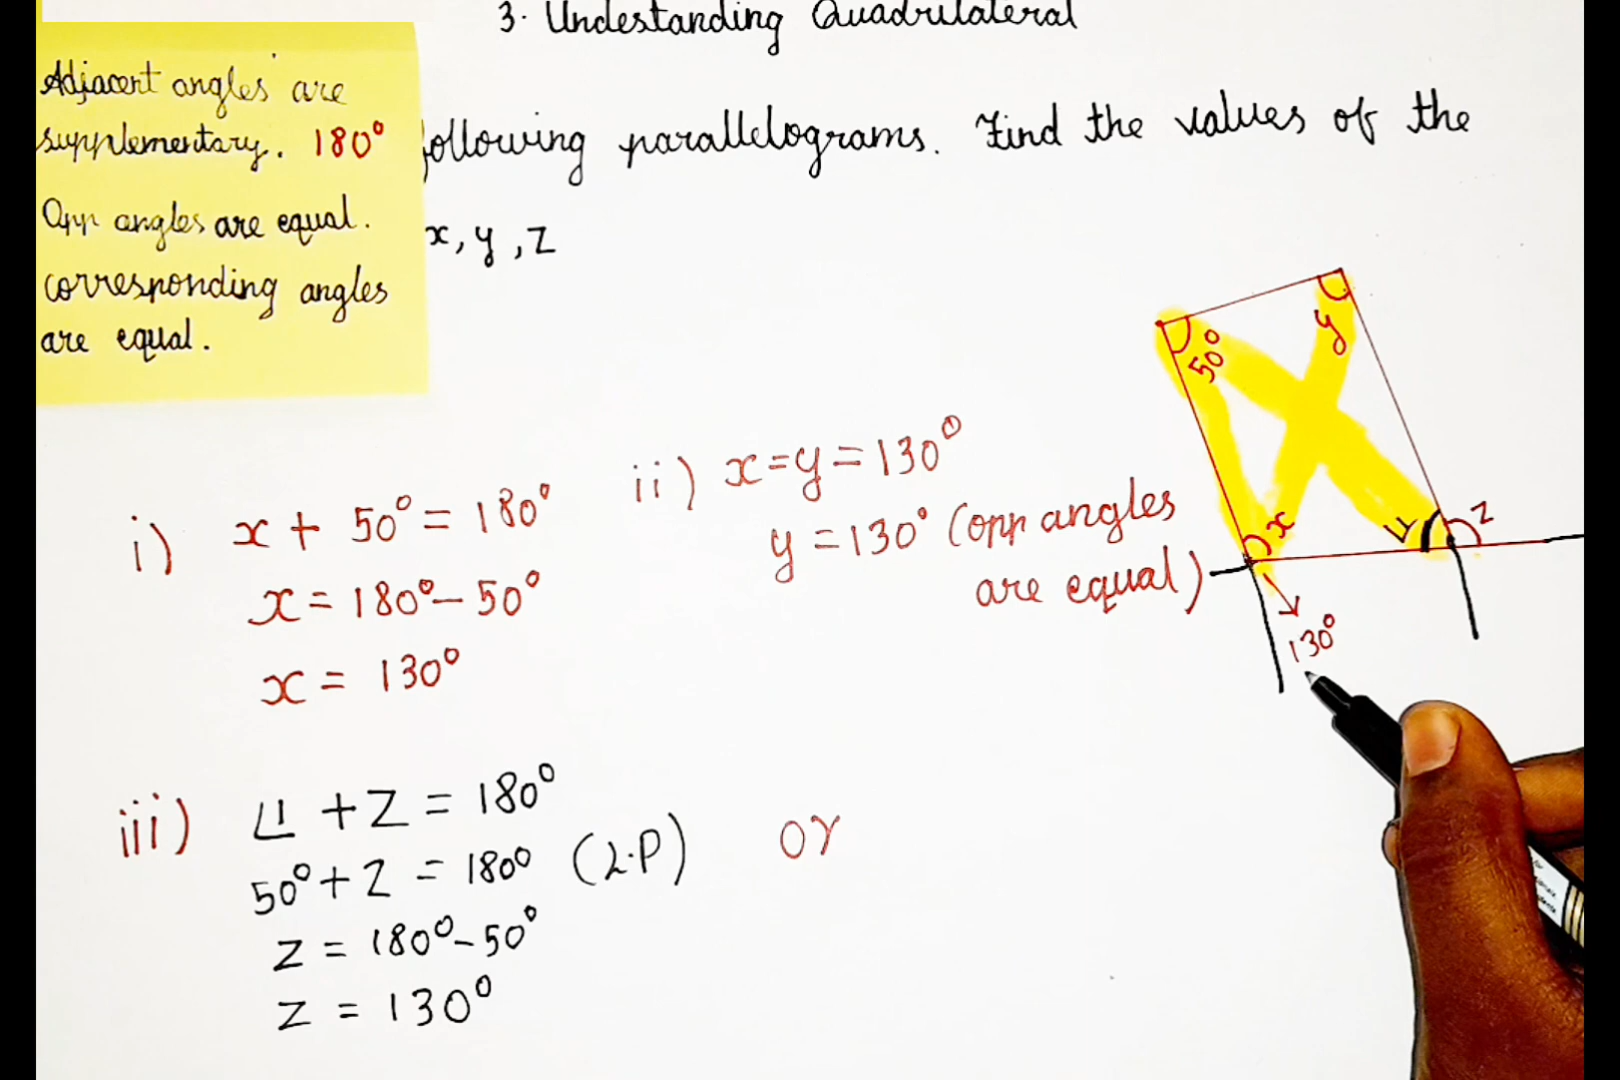 3. Undestanding Quadrilateral
Adjacent angles are
supplementary. 180°
Opp angles are equal.
corresponding angles
are equal.
following parallelograms. Find the values of the
x, y, z
50°
y
x
z
130°
i) x + 50° = 180°
x = 180° - 50°
x = 130°
ii) x = y = 130°
y = 130° (opp angles
are equal)
iii) + z = 180°
50° + z = 180° (L.P)
or
z = 180° - 50°
z = 130°